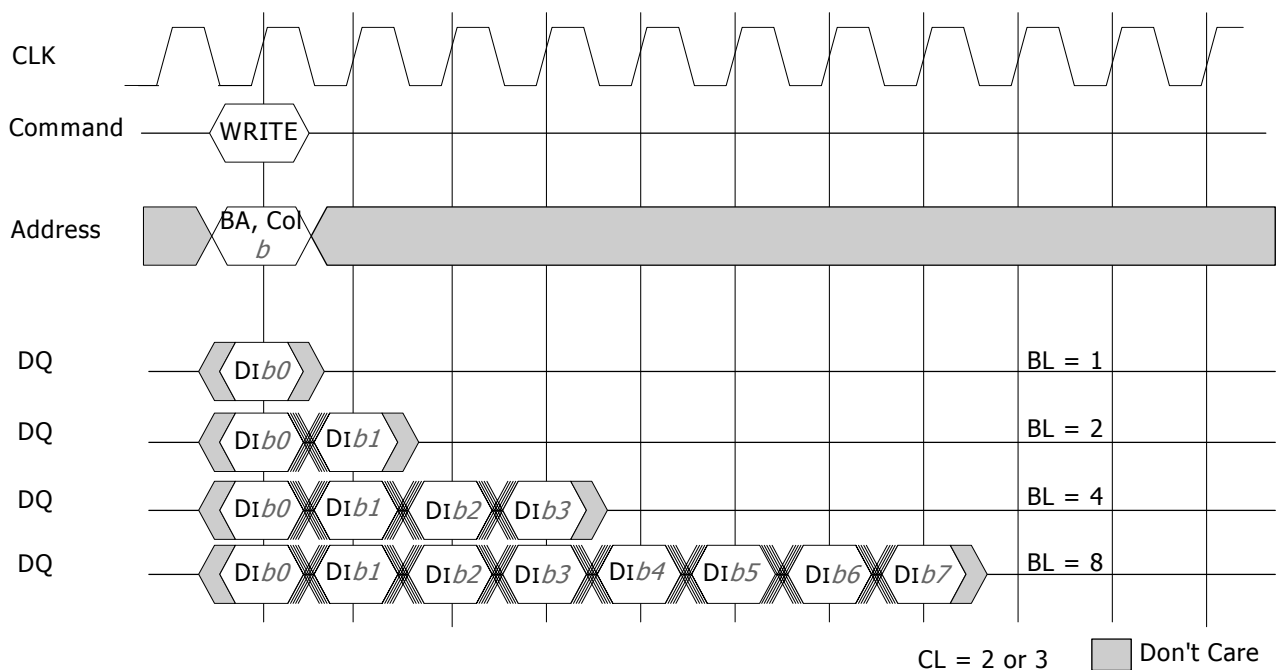 CLK
Command
WRITE
Address
BA, Col
b
DQ
DIb0
BL = 1
DQ
DIb0 DIb1
BL = 2
DQ
DIb0 DIb1 DIb2 DIb3
BL = 4
DQ
DIb0 DIb1 DIb2 DIb3 DIb4 DIb5 DIb6 DIb7
BL = 8
CL = 2 or 3
Don't Care